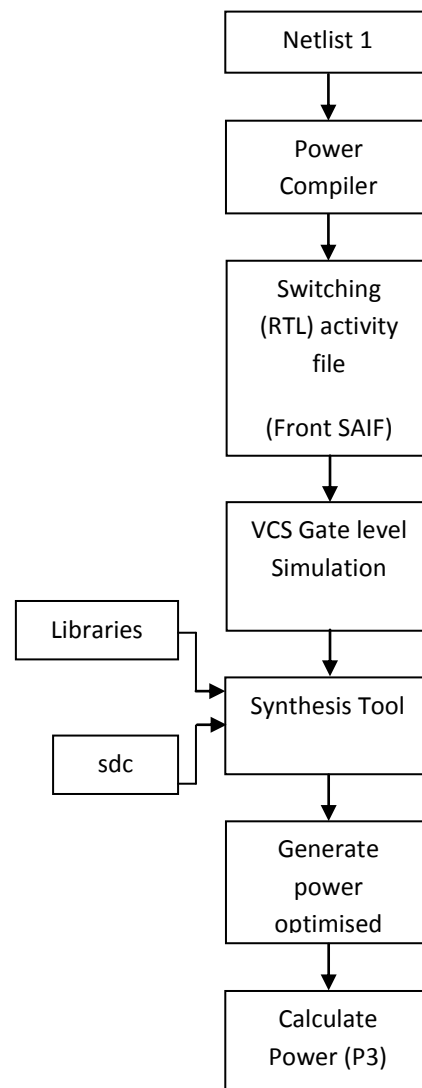 Netlist 1
Power
Compiler
Switching
(RTL) activity
file
(Front SAIF)
VCS Gate level
Simulation
Libraries
Synthesis Tool
sdc
Generate
power
optimised
Calculate
Power (P3)